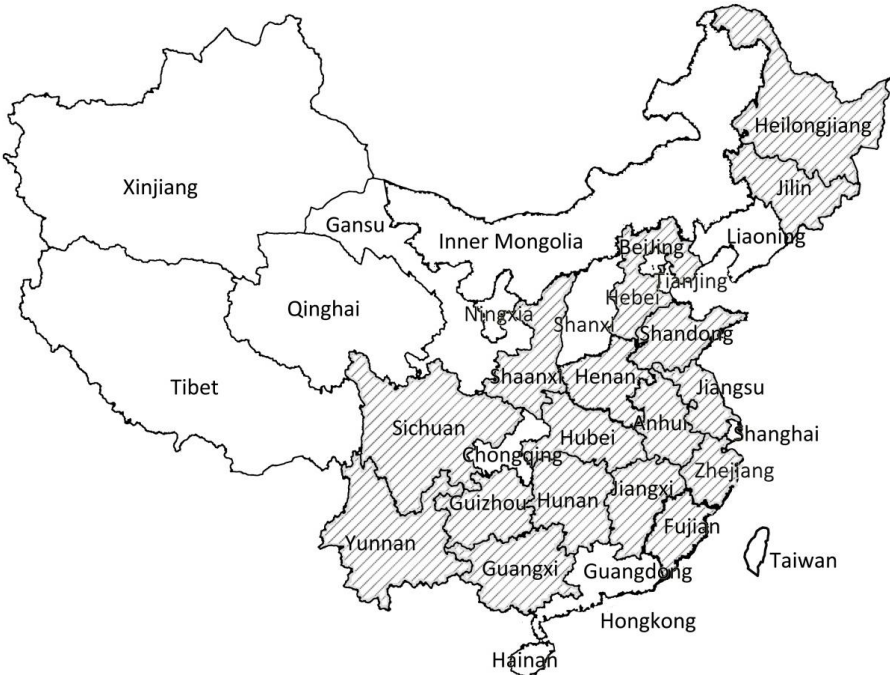 Heilongjiang
Jilin
Xinjiang
Gansu
Inner Mongolia
Liaoning
BeiJing
Tianjing
Hebei
Qinghai
Ningxia
Shanxi
Shandong
Tibet
Shaanxi
Henan
Jiangsu
Sichuan
Anhui
Shanghai
Hubei
Chongqing
Zhejiang
Guizhou
Hunan
Jiangxi
Fujian
Yunnan
Guangxi
Guangdong
Taiwan
Hongkong
Hainan